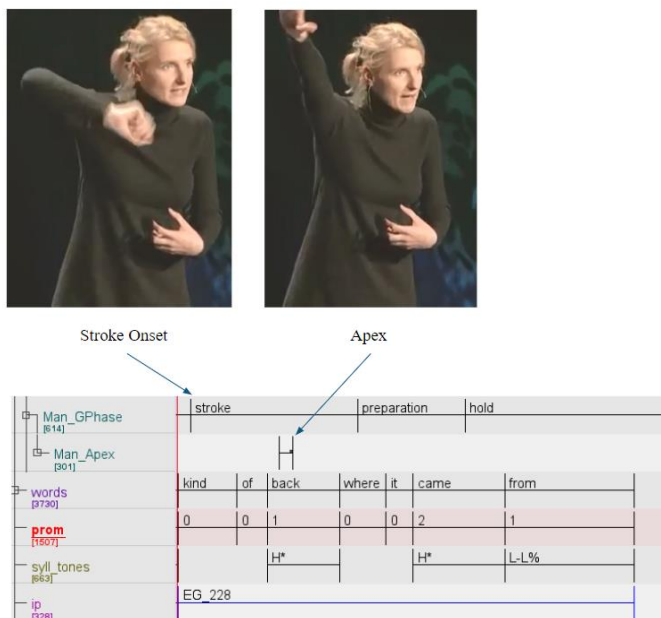 Stroke Onset Apex
Man_GPhase stroke preparation hold
[614]
Man_Apex
[301]
words kind of back where it came from
[3730]
prom 0 0 1 0 0 2 1
[1507]
syll_tones H* H* L-L%
[663]
ip EG_228
[328]